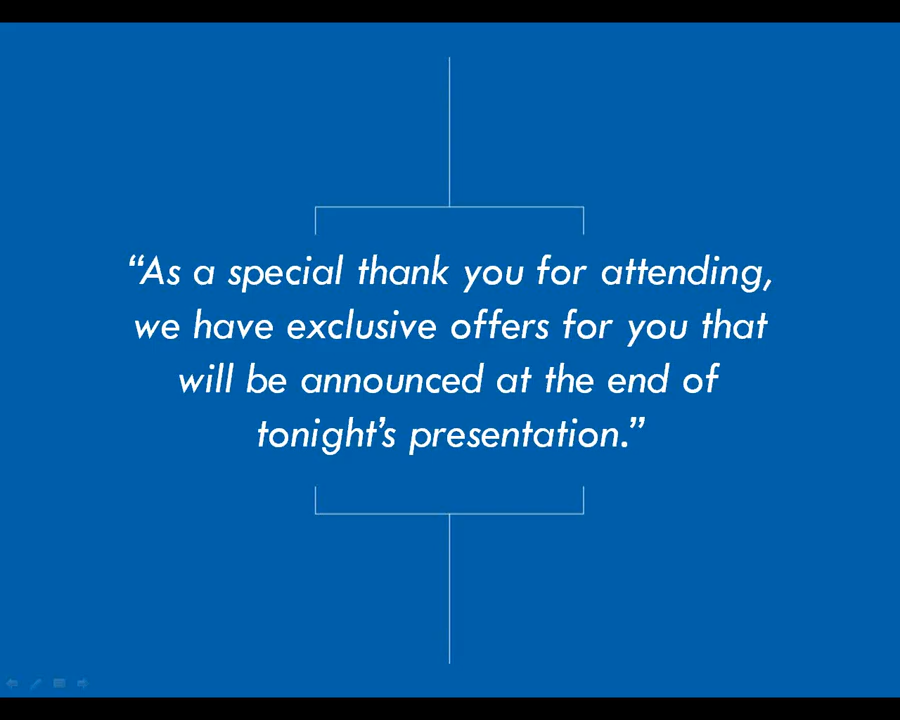 “As a special thank you for attending,
we have exclusive offers for you that
will be announced at the end of
tonight’s presentation.”